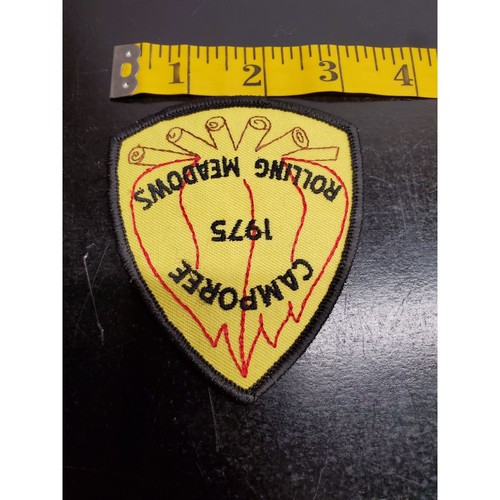 1 2 3 4
CAMPOREE
1975
ROLLING MEADOWS